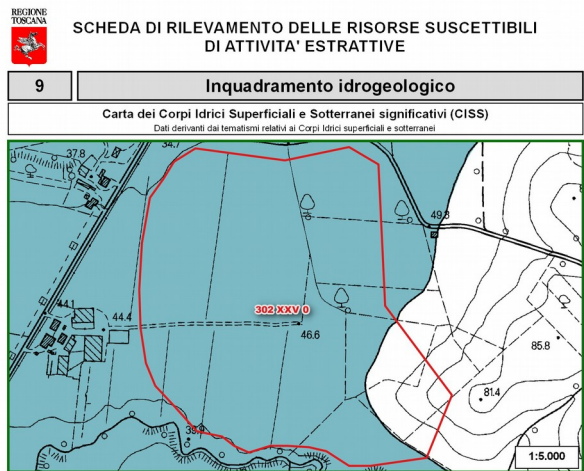 REGIONE
TOSCANA
SCHEDA DI RILEVAMENTO DELLE RISORSE SUSCETTIBILI
DI ATTIVITA' ESTRATTIVE
9
Inquadramento idrogeologico
Carta dei Corpi Idrici Superficiali e Sotterranei significativi (CISS)
Dati derivanti dai tematismi relativi ai Corpi Idrici superficiali e sotterranei
37.8
34.7
49.3
44.1
44.4
302 XXV 0
46.6
85.8
81.4
1:5.000